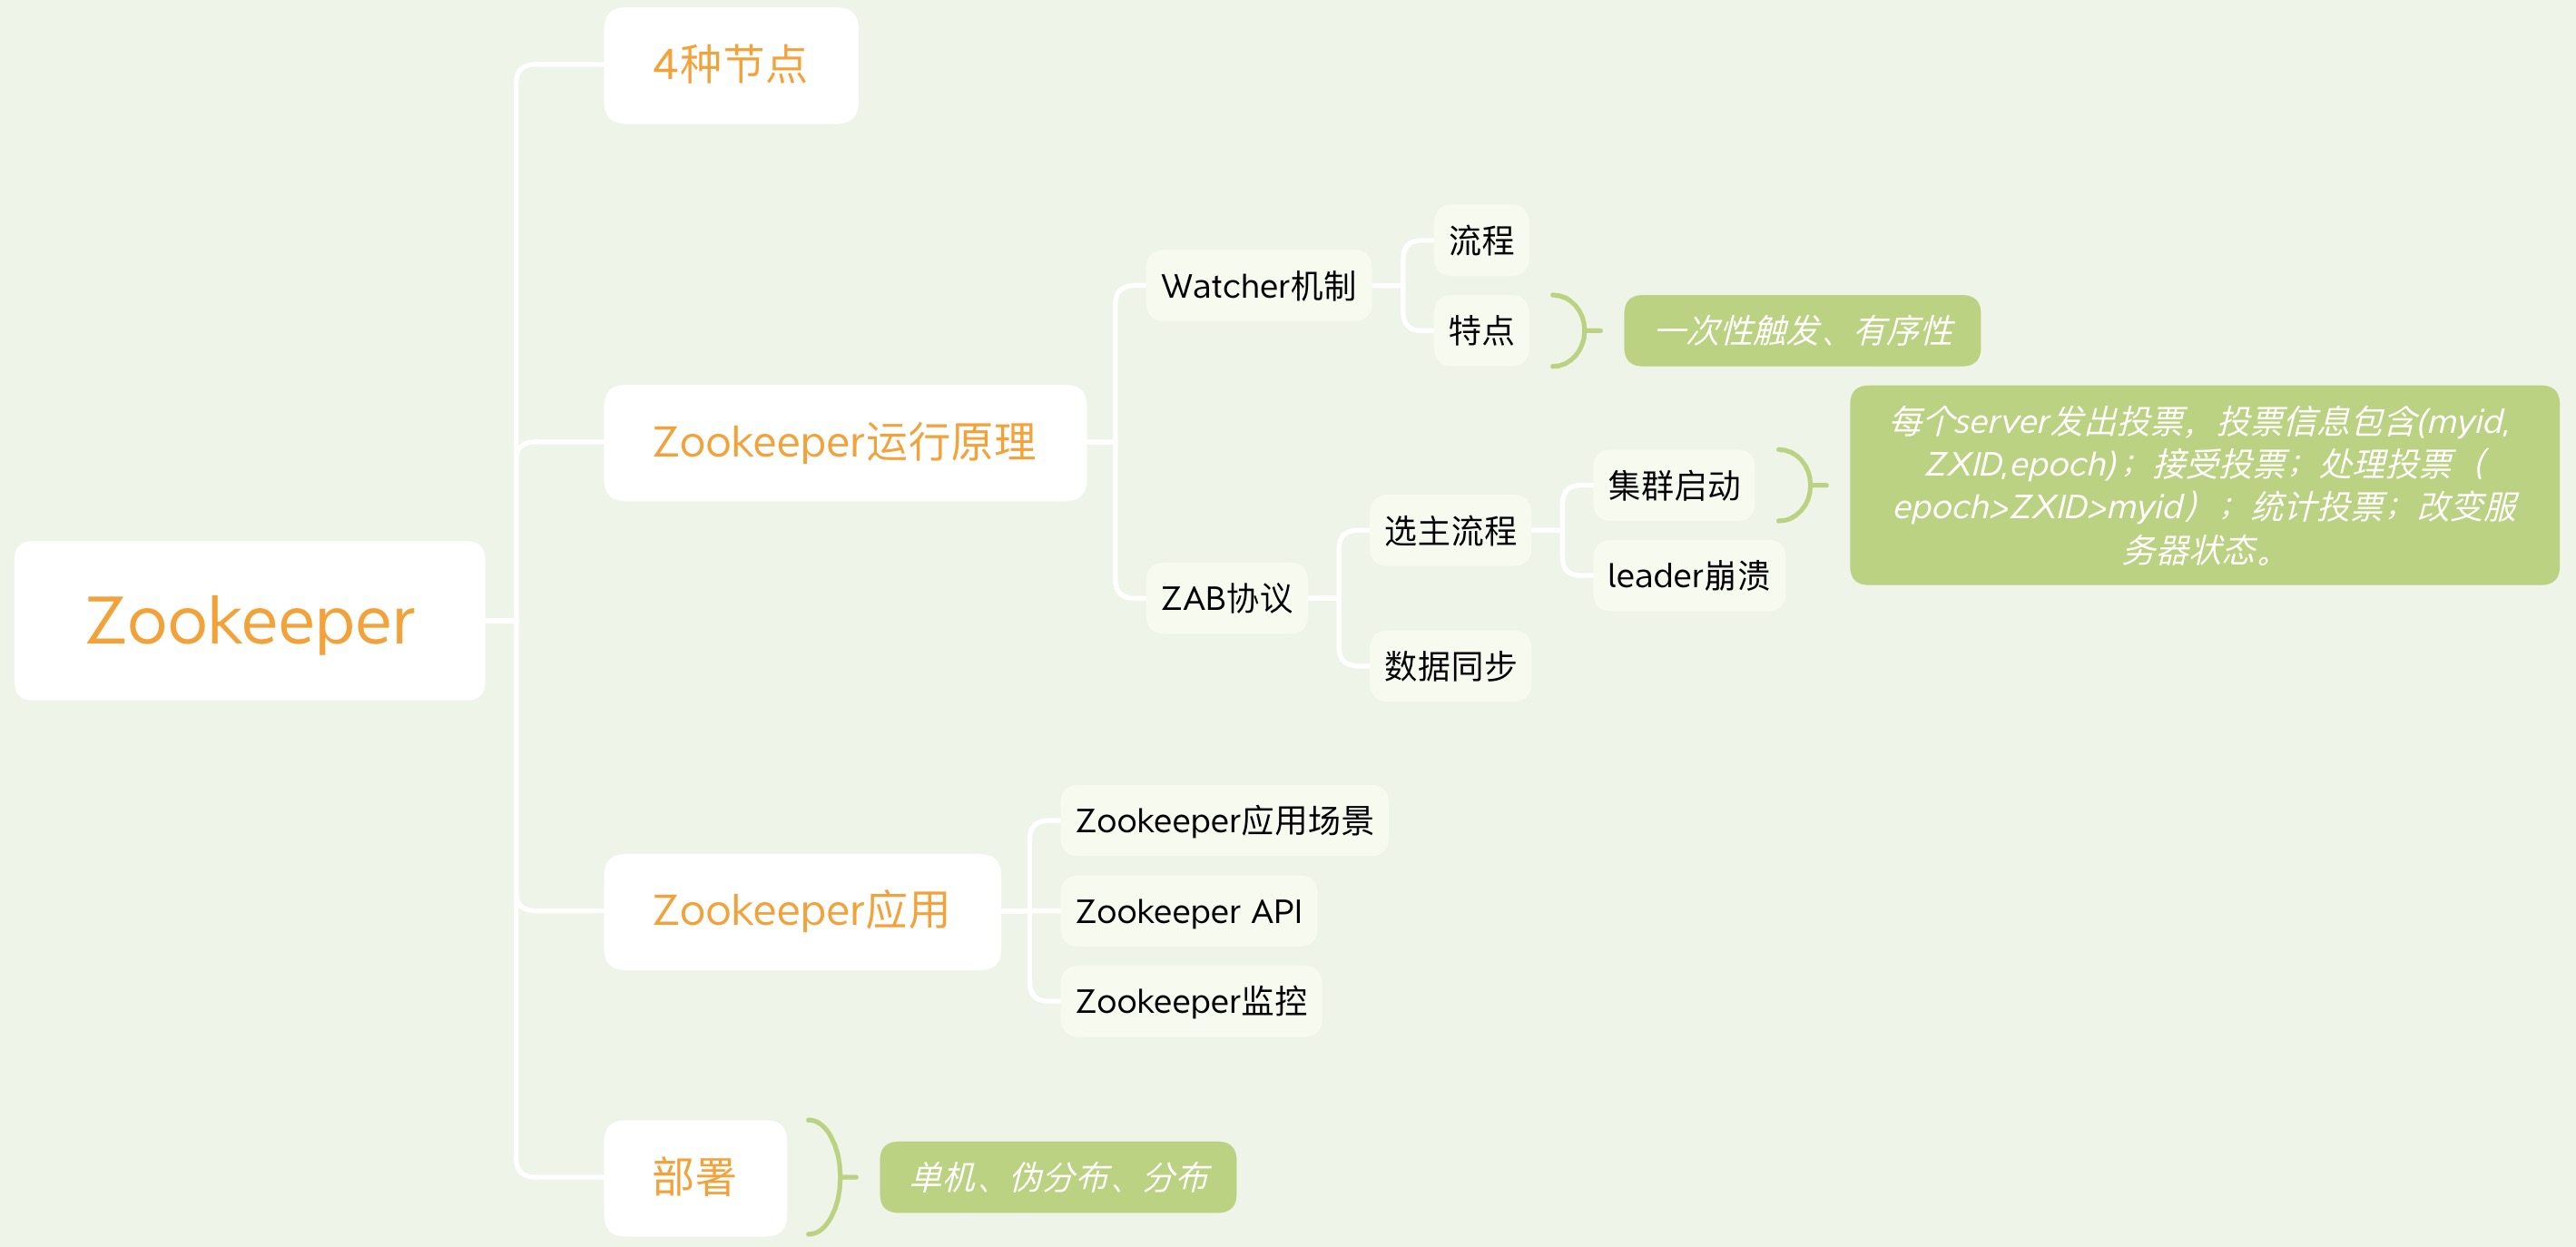 4种节点
流程
Watcher机制
特点
一次性触发、有序性
Zookeeper运行原理
每个server发出投票，投票信息包含(myid,
ZXID,epoch)；接受投票；处理投票（
epoch>ZXID>myid）；统计投票；改变服
务器状态。
集群启动
选主流程
leader崩溃
ZAB协议
数据同步
Zookeeper
Zookeeper应用场景
Zookeeper应用
Zookeeper API
Zookeeper监控
部署
单机、伪分布、分布